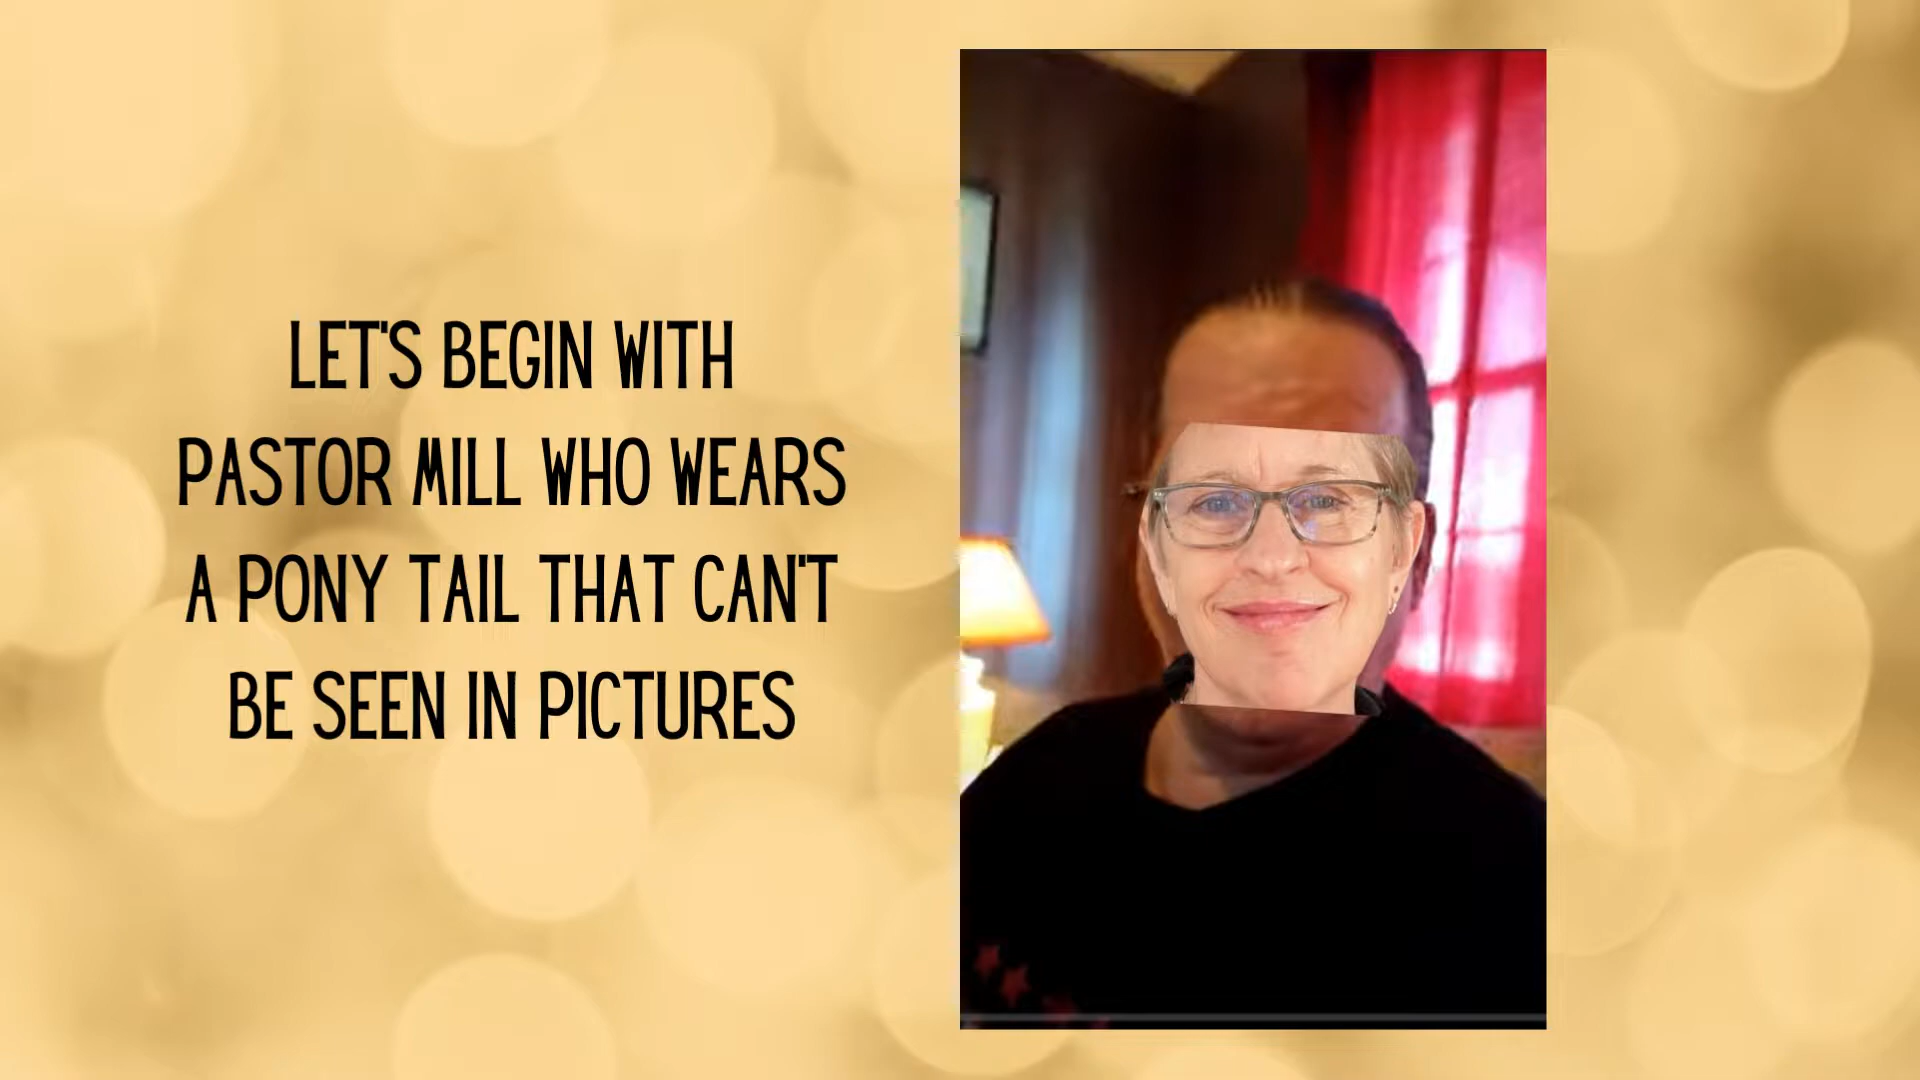 LET'S BEGIN WITH
PASTOR MILL WHO WEARS
A PONY TAIL THAT CAN'T
BE SEEN IN PICTURES